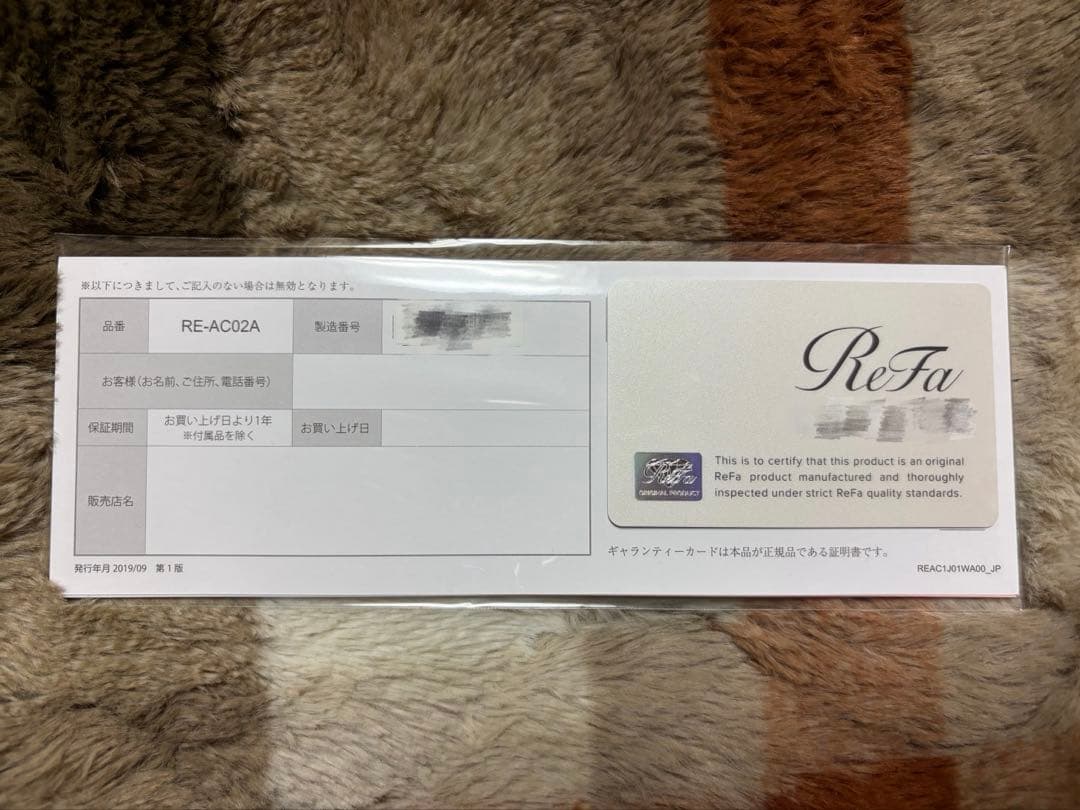 ※以下につきまして、ご記入のない場合は無効となります。
品番 RE-AC02A 製造番号
お客様(お名前、ご住所、電話番号)
保証期間 お買い上げ日より1年 ※付属品を除く お買い上げ日
販売店名
発行年月 2019/09 第1版
ReFa
ReFa
ORIGINAL PRODUCT
This is to certify that this product is an original
ReFa product manufactured and thoroughly
inspected under strict ReFa quality standards.
ギャランティーカードは本品が正規品である証明書です。
REAC1J01WA00_JP